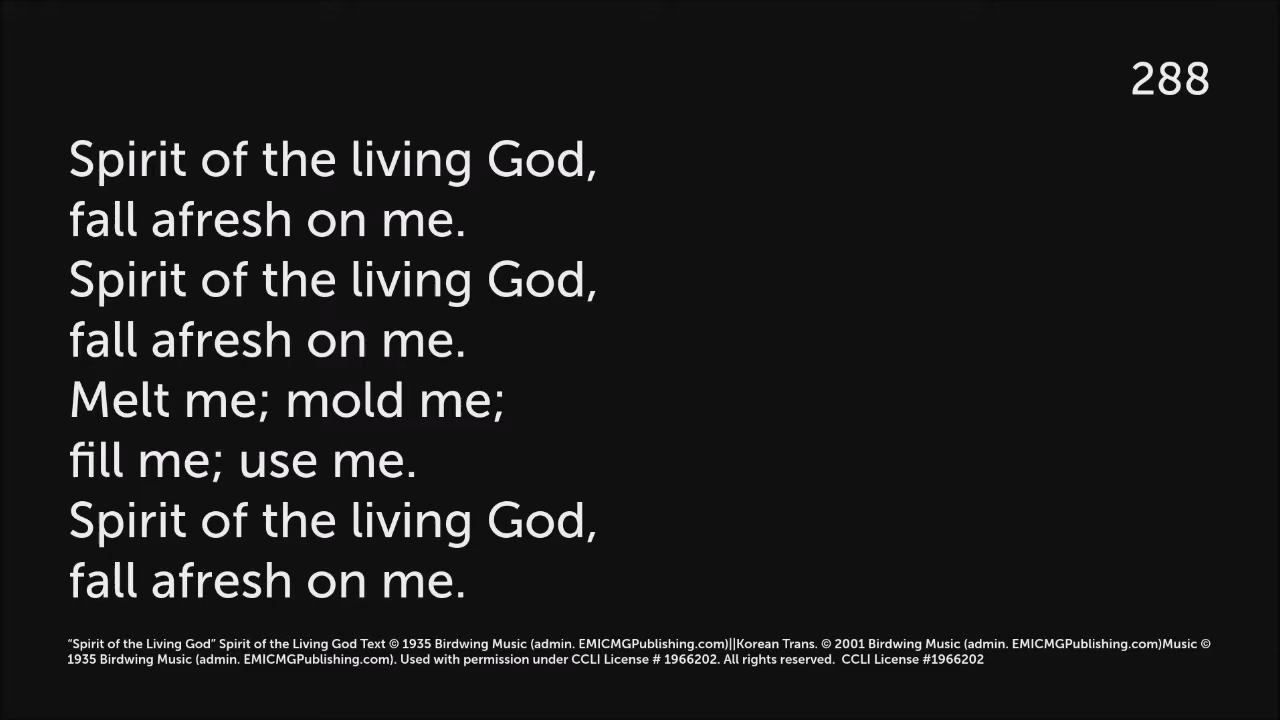 288
Spirit of the living God,
fall afresh on me.
Spirit of the living God,
fall afresh on me.
Melt me; mold me;
fill me; use me.
Spirit of the living God,
fall afresh on me.
“Spirit of the Living God” Spirit of the Living God Text © 1935 Birdwing Music (admin. EMICMGPublishing.com)||Korean Trans. © 2001 Birdwing Music (admin. EMICMGPublishing.com)Music ©
1935 Birdwing Music (admin. EMICMGPublishing.com). Used with permission under CCLI License # 1966202. All rights reserved.  CCLI License #1966202